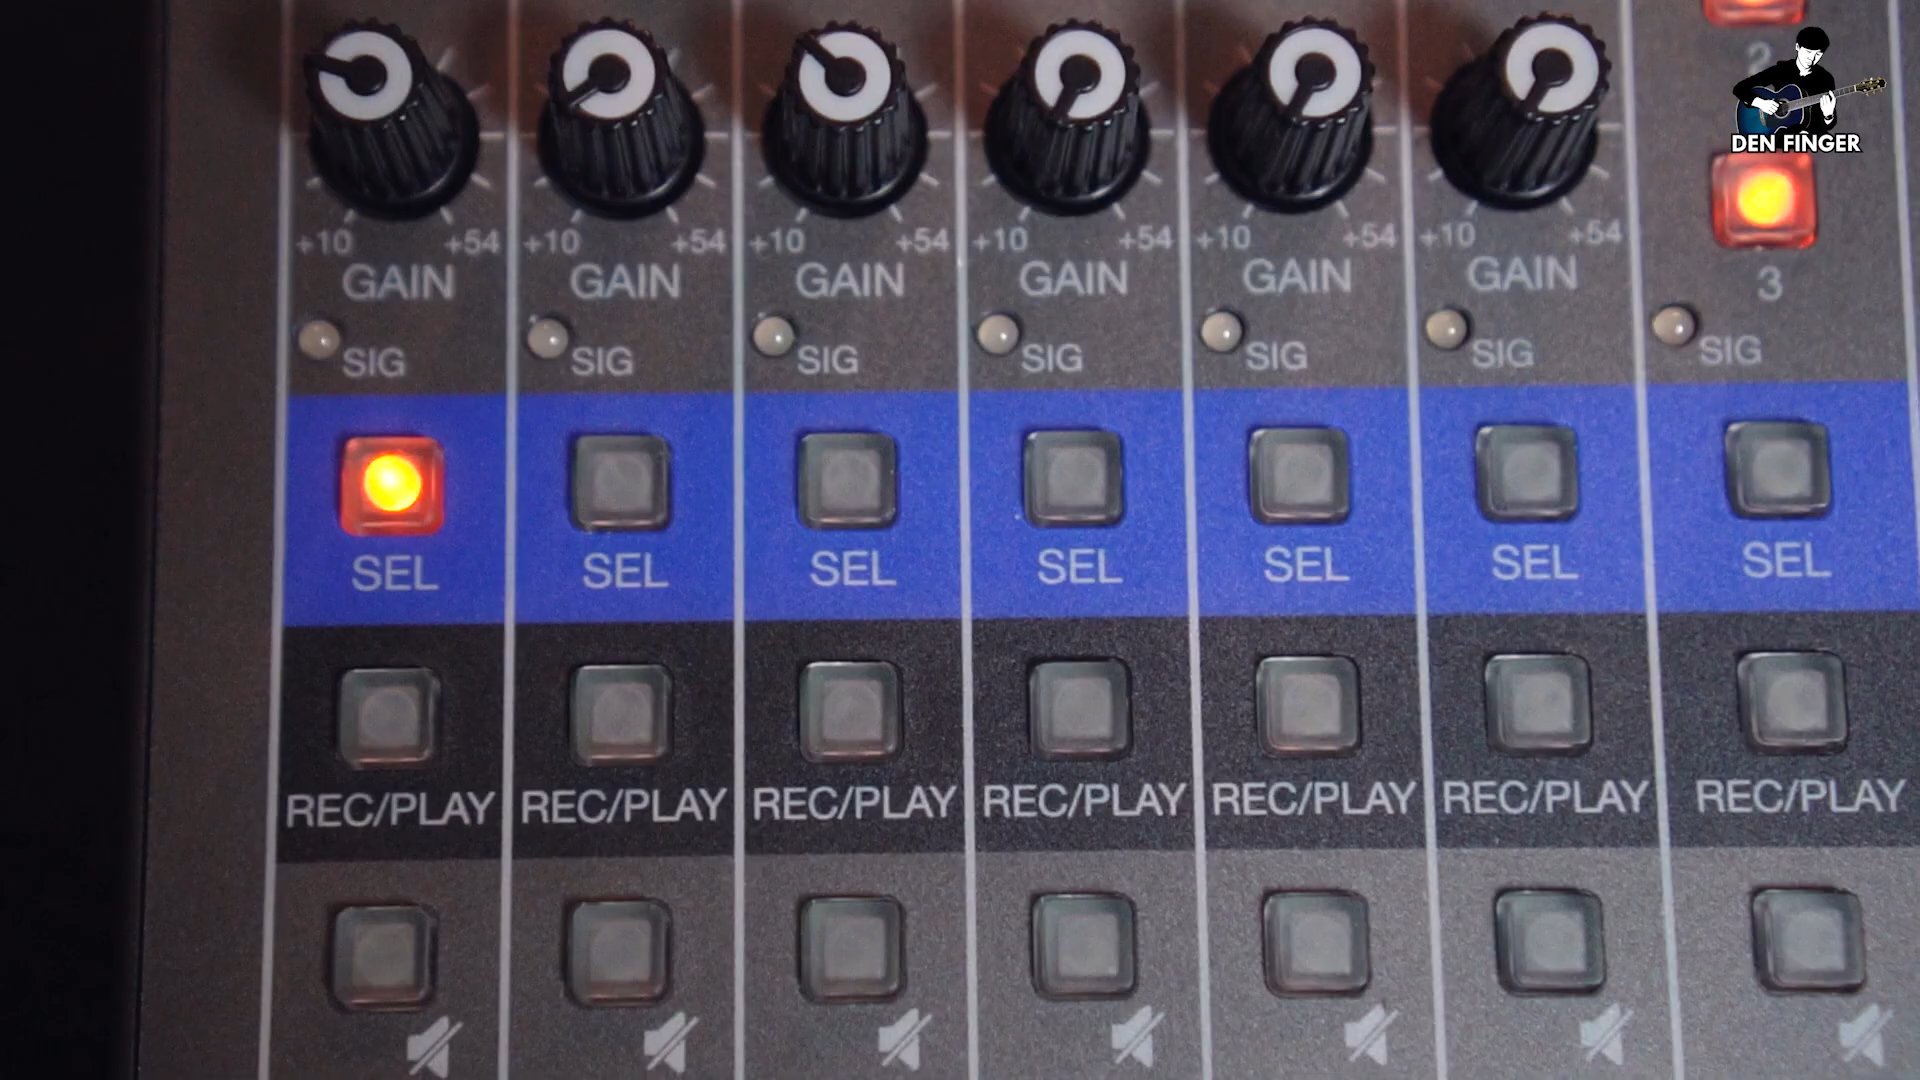 2
DEN FINGER
+10 +54 +10 +54 +10 +54 +10 +54 +10 +54 +10 +54
GAIN GAIN GAIN GAIN GAIN GAIN 3
SIG SIG SIG SIG SIG SIG SIG
SEL SEL SEL SEL SEL SEL SEL
REC/PLAY REC/PLAY REC/PLAY REC/PLAY REC/PLAY REC/PLAY REC/PLAY